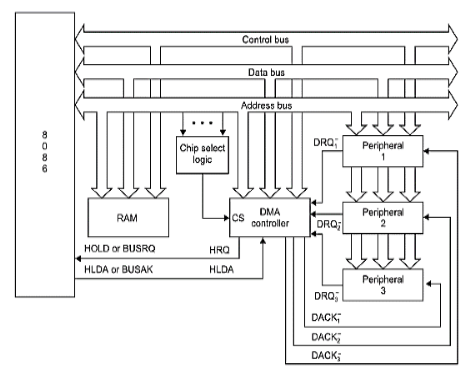 Control bus
Data bus
Address bus
8
0
8
6
• • •
Chip select
logic
DRQ₁⁻
Peripheral
1
RAM
CS
DMA
controller
DRQ₂⁻
Peripheral
2
HOLD or BUSRQ
HRQ
HLDA or BUSAK
HLDA
DRQ₃⁻
Peripheral
3
DACK₁⁻
DACK₂⁻
DACK₃⁻